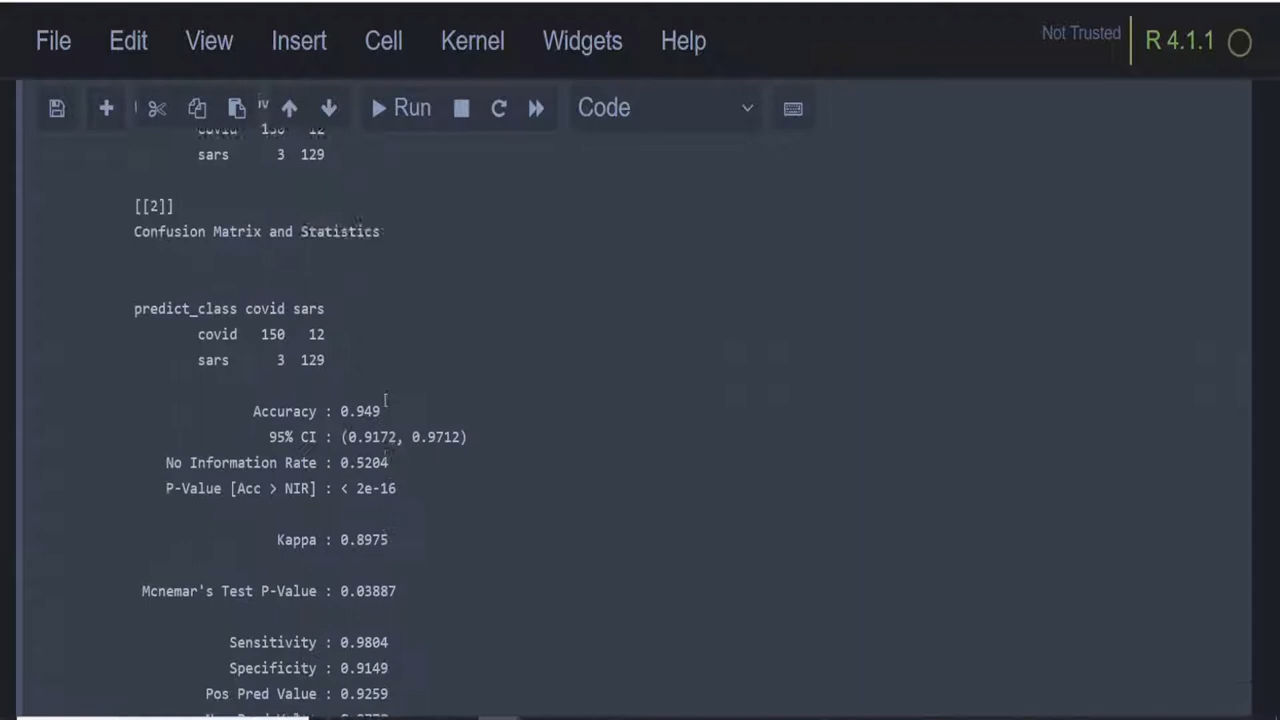 File Edit View Insert Cell Kernel Widgets Help Not Trusted R 4.1.1
Run Code
covid 150 12
sars 3 129
[[2]]
Confusion Matrix and Statistics
predict_class covid sars
covid 150 12
sars 3 129
Accuracy : 0.949
95% CI : (0.9172, 0.9712)
No Information Rate : 0.5204
P-Value [Acc > NIR] : < 2e-16
Kappa : 0.8975
Mcnemar's Test P-Value : 0.03887
Sensitivity : 0.9804
Specificity : 0.9149
Pos Pred Value : 0.9259